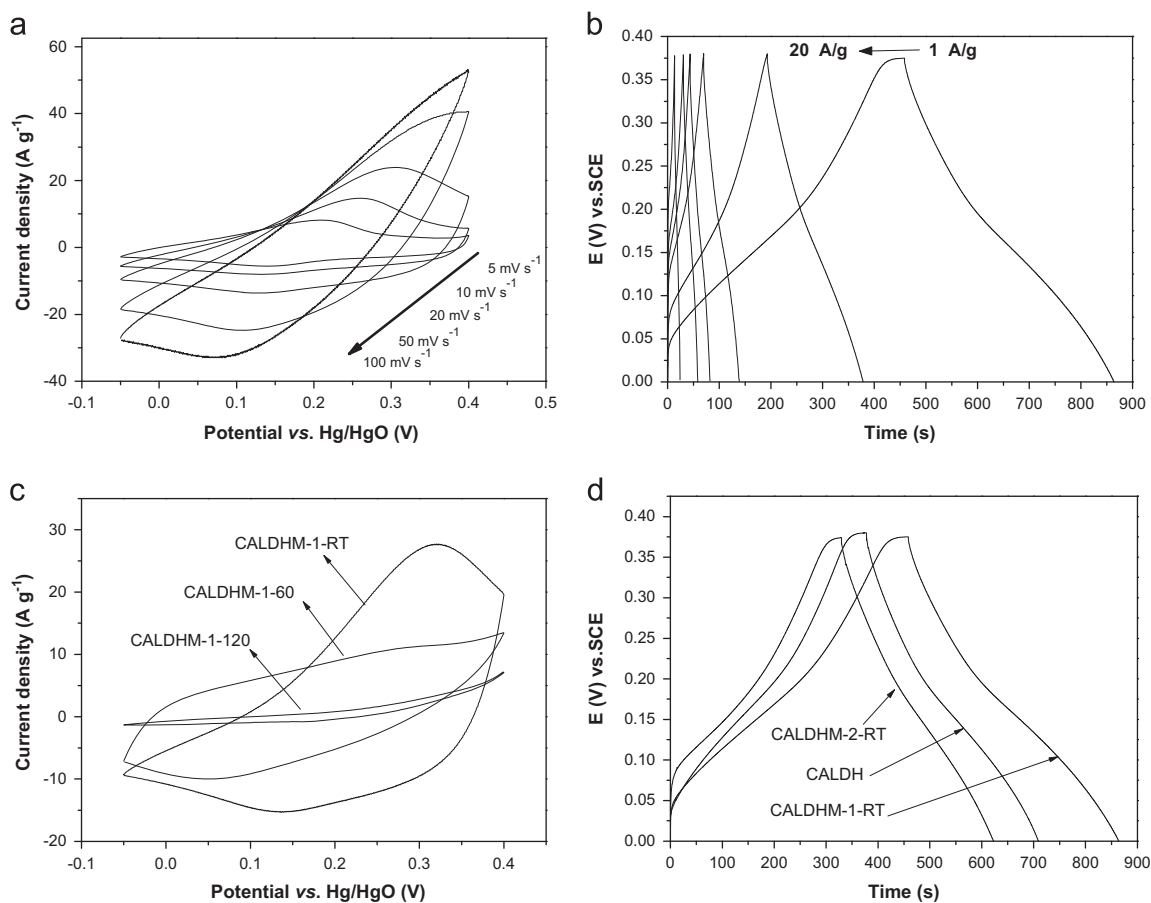 a
60
40
20
0
-20
-40
Current density (A g⁻¹)
5 mV s⁻¹
10 mV s⁻¹
20 mV s⁻¹
50 mV s⁻¹
100 mV s⁻¹
-0.1 0.0 0.1 0.2 0.3 0.4 0.5
Potential vs. Hg/HgO (V)
b
0.40
0.35
0.30
0.25
0.20
0.15
0.10
0.05
0.00
E (V) vs.SCE
20 A/g 1 A/g
0 100 200 300 400 500 600 700 800 900
Time (s)
c
30
20
10
0
-10
-20
Current density (A g⁻¹)
CALDHM-1-RT
CALDHM-1-60
CALDHM-1-120
-0.1 0.0 0.1 0.2 0.3 0.4
Potential vs. Hg/HgO (V)
d
0.40
0.35
0.30
0.25
0.20
0.15
0.10
0.05
0.00
E (V) vs.SCE
CALDHM-2-RT
CALDH
CALDHM-1-RT
0 100 200 300 400 500 600 700 800 900
Time (s)